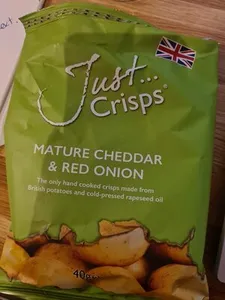 Just...
Crisps
MATURE CHEDDAR
& RED ONION
The only hand cooked crisps made from
British potatoes and cold-pressed rapeseed oil